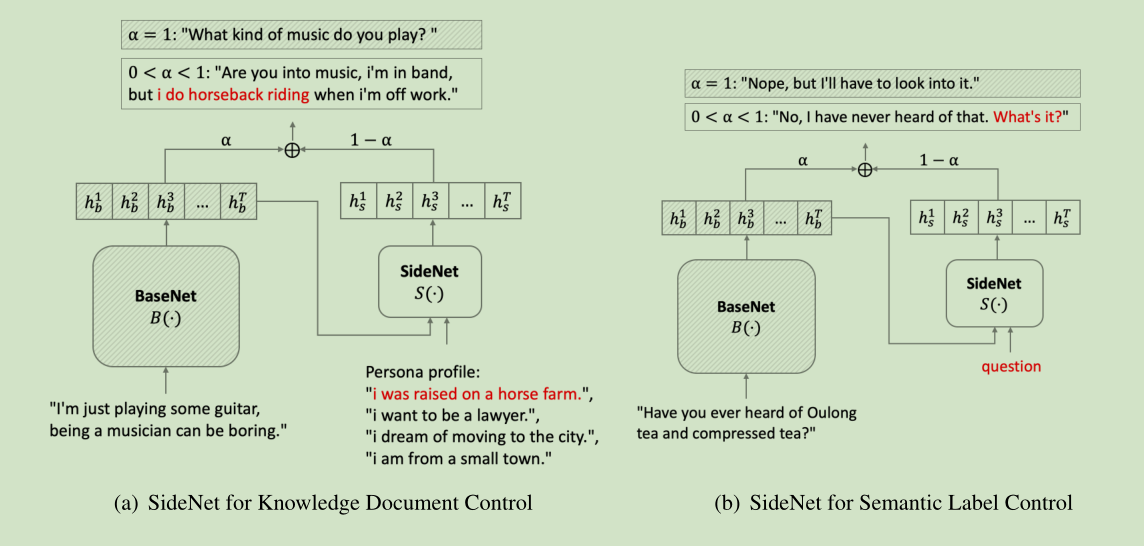 α = 1: "What kind of music do you play? "
0 < α < 1: "Are you into music, i'm in band,
but i do horseback riding when i'm off work."
α
1 − α
h_b^1 h_b^2 h_b^3 ... h_b^T
h_s^1 h_s^2 h_s^3 ... h_s^T
BaseNet
B(·)
SideNet
S(·)
"I'm just playing some guitar,
being a musician can be boring."
Persona profile:
"i was raised on a horse farm.",
"i want to be a lawyer.",
"i dream of moving to the city.",
"i am from a small town."
(a) SideNet for Knowledge Document Control
α = 1: "Nope, but I'll have to look into it."
0 < α < 1: "No, I have never heard of that. What's it?"
α
1 − α
h_b^1 h_b^2 h_b^3 ... h_b^T
h_s^1 h_s^2 h_s^3 ... h_s^T
BaseNet
B(·)
SideNet
S(·)
question
"Have you ever heard of Oulong
tea and compressed tea?"
(b) SideNet for Semantic Label Control